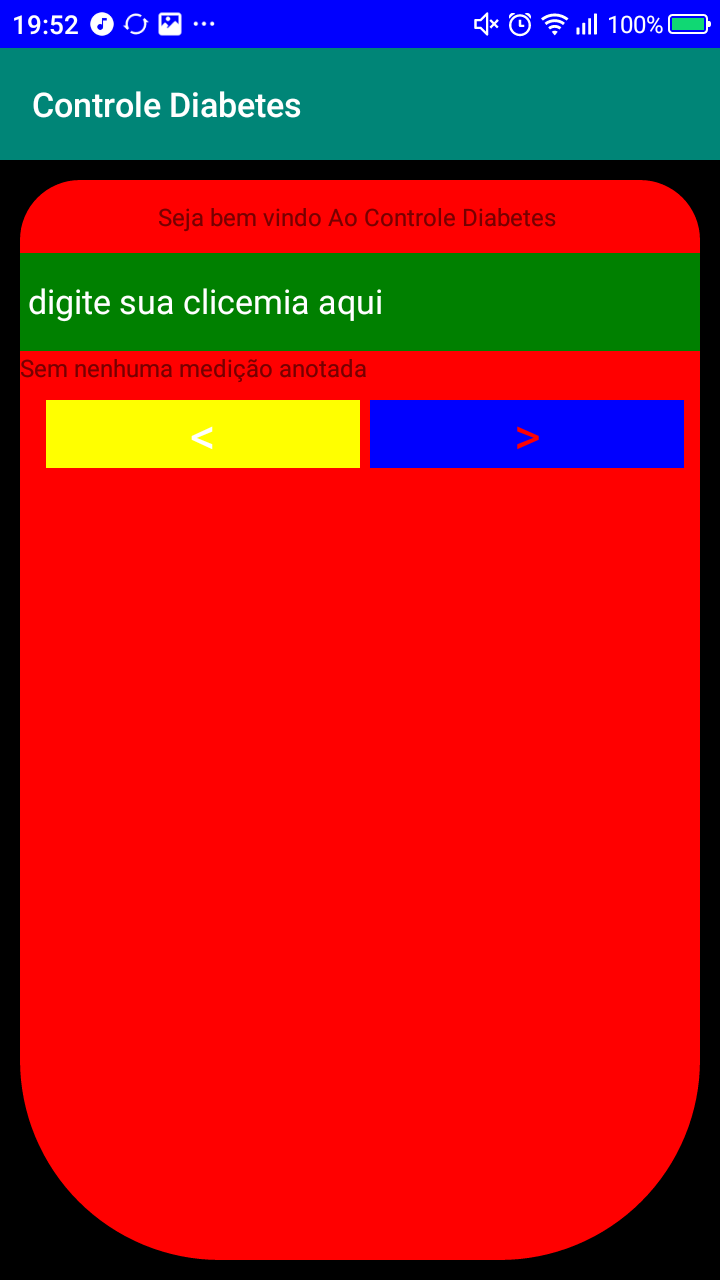 19:52 100%
Controle Diabetes
Seja bem vindo Ao Controle Diabetes
digite sua clicemia aqui
Sem nenhuma medição anotada
< >